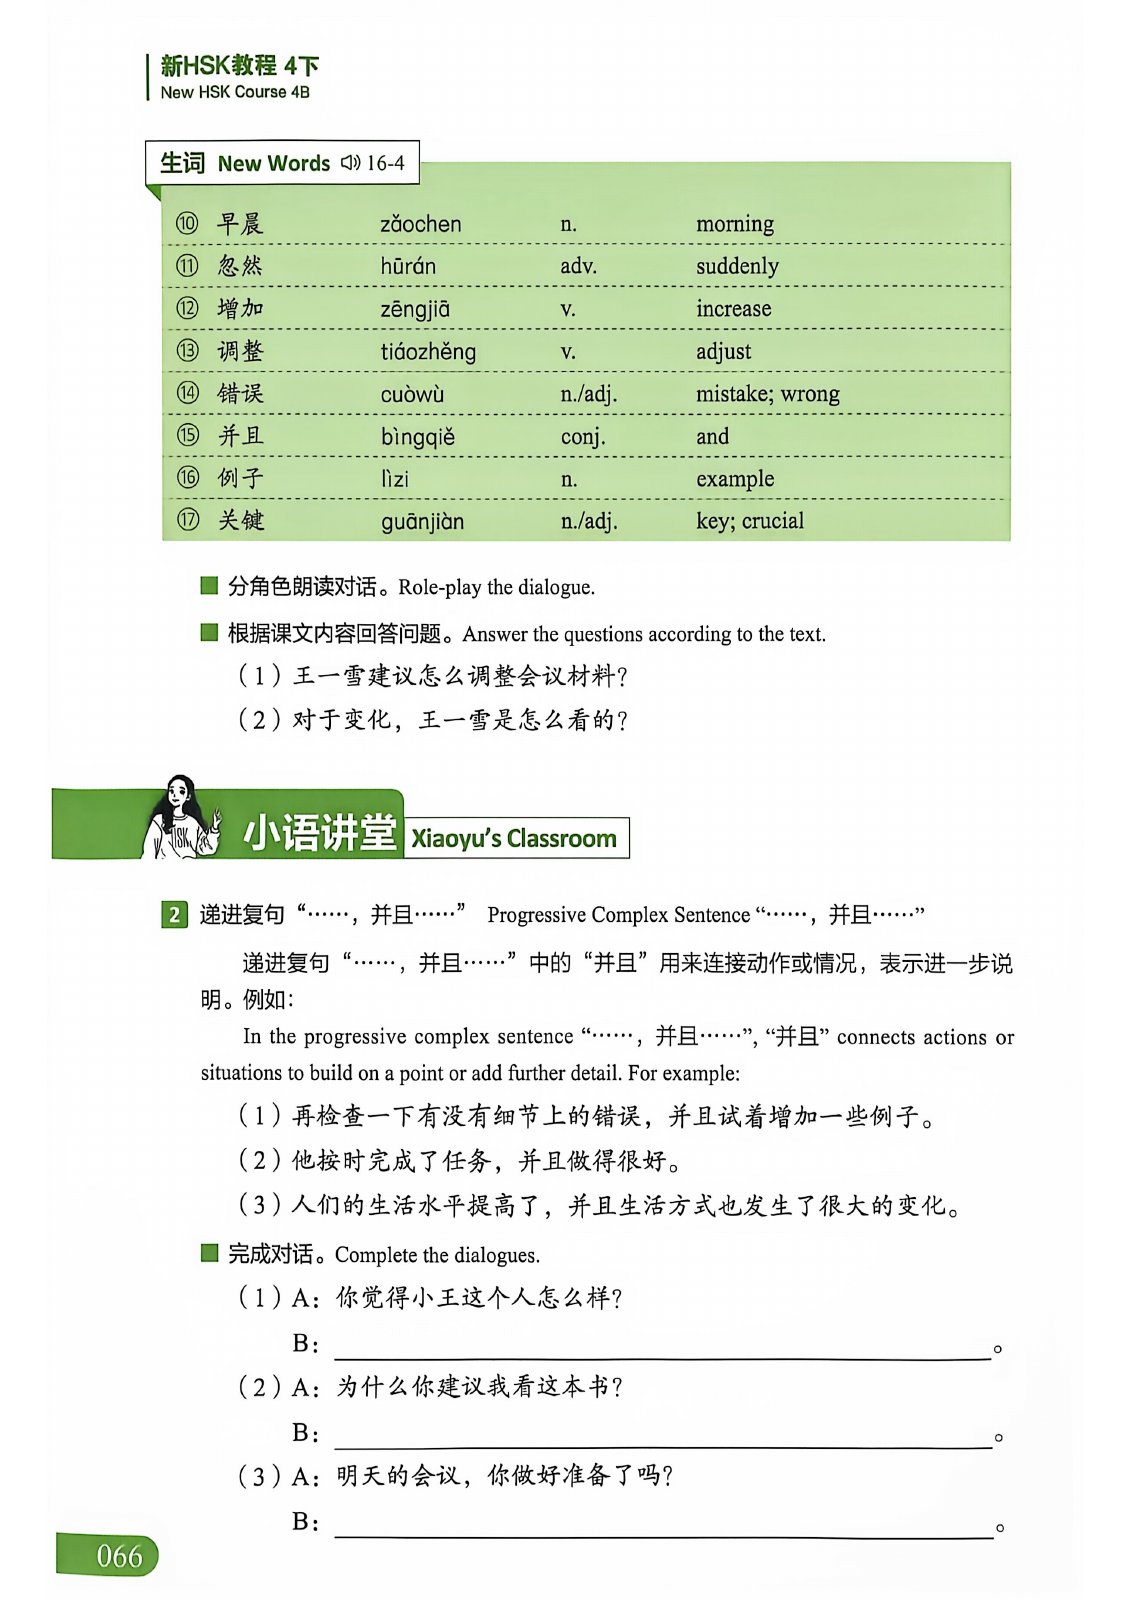 新HSK教程 4下
New HSK Course 4B
生词 New Words 16-4
⑩ 早晨 zǎochen n. morning
⑪ 忽然 hūrán adv. suddenly
⑫ 增加 zēngjiā v. increase
⑬ 调整 tiáozhěng v. adjust
⑭ 错误 cuòwù n./adj. mistake; wrong
⑮ 并且 bìngqiě conj. and
⑯ 例子 lìzi n. example
⑰ 关键 guānjiàn n./adj. key; crucial
分角色朗读对话。Role-play the dialogue.
根据课文内容回答问题。Answer the questions according to the text.
（1）王一雪建议怎么调整会议材料？
（2）对于变化，王一雪是怎么看的？
HSK
小语讲堂 Xiaoyu's Classroom
2 递进复句“……，并且……” Progressive Complex Sentence “……，并且……”
递进复句“……，并且……”中的“并且”用来连接动作或情况，表示进一步说
明。例如：
In the progressive complex sentence “……，并且……”, “并且” connects actions or
situations to build on a point or add further detail. For example:
（1）再检查一下有没有细节上的错误，并且试着增加一些例子。
（2）他按时完成了任务，并且做得很好。
（3）人们的生活水平提高了，并且生活方式也发生了很大的变化。
完成对话。Complete the dialogues.
（1）A：你觉得小王这个人怎么样？
B：。
（2）A：为什么你建议我看这本书？
B：。
（3）A：明天的会议，你做好准备了吗？
B：。
066